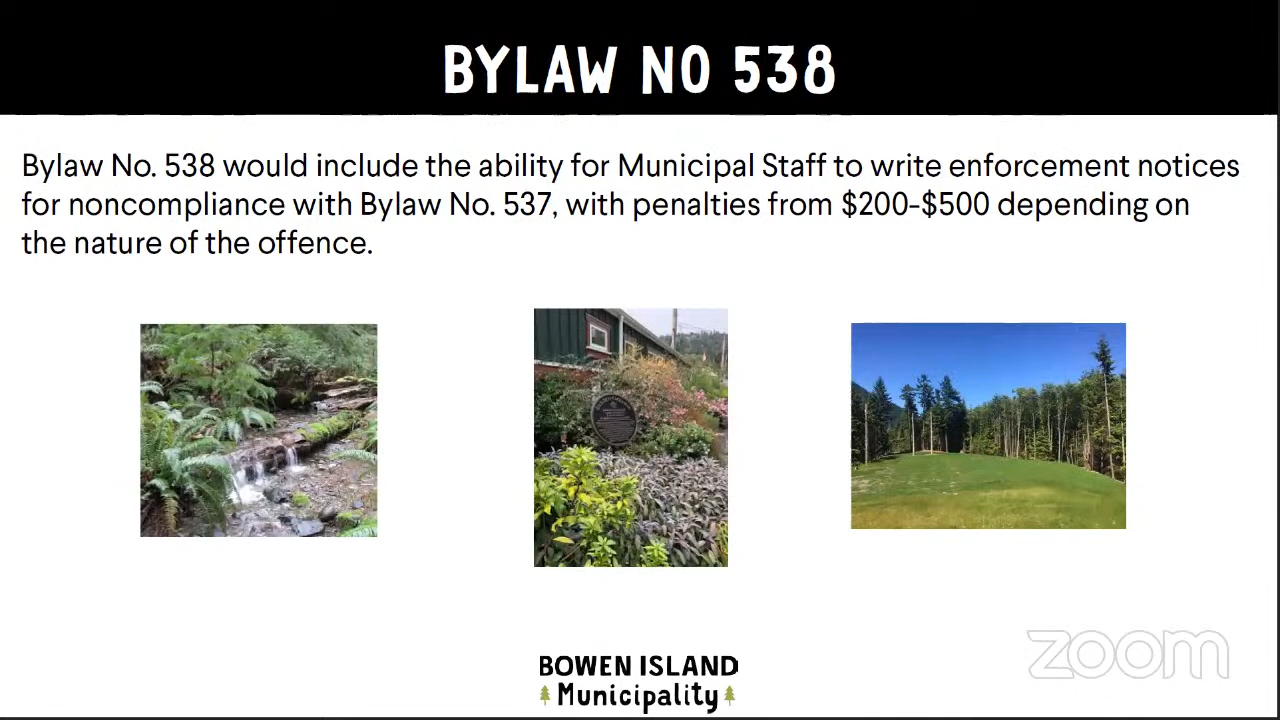 BYLAW NO 538
Bylaw No. 538 would include the ability for Municipal Staff to write enforcement notices
for noncompliance with Bylaw No. 537, with penalties from $200-$500 depending on
the nature of the offence.
zoom
BOWEN ISLAND
Municipality